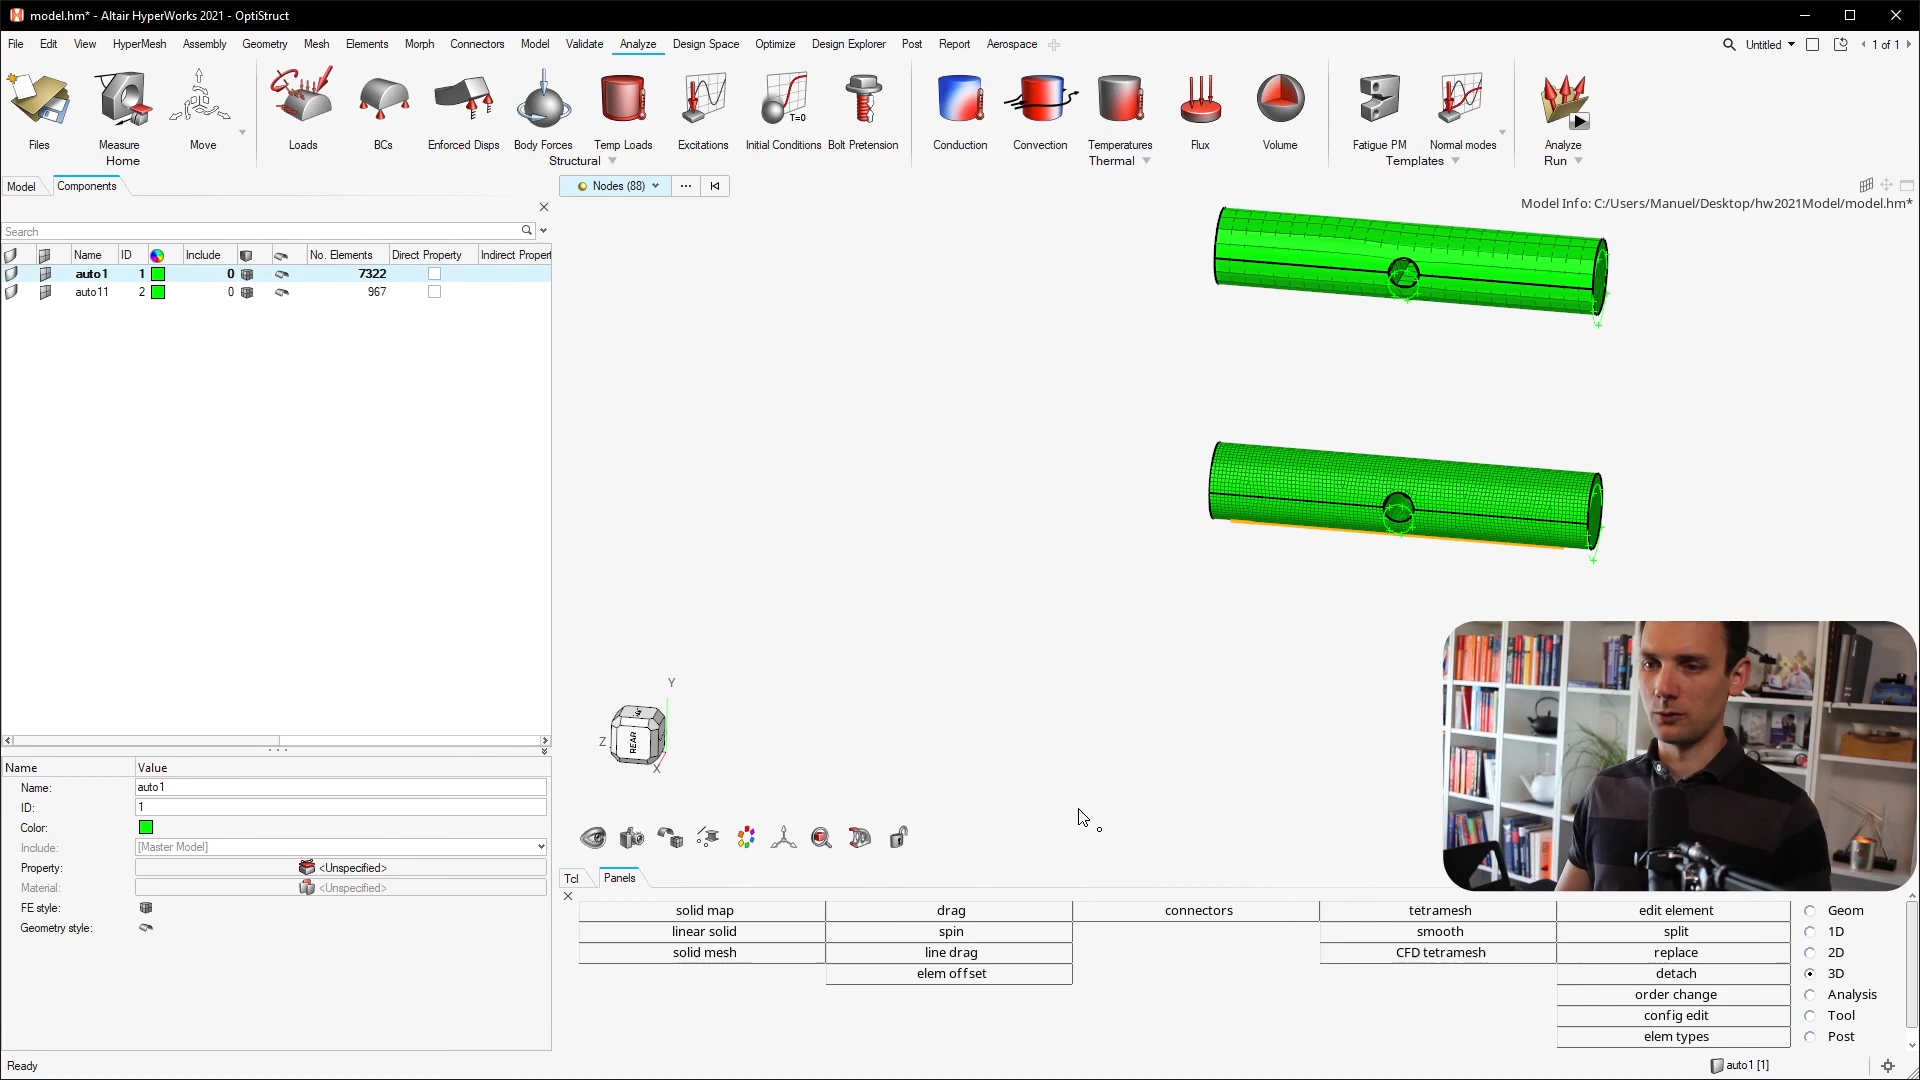 model.hm* - Altair HyperWorks 2021 - OptiStruct
File Edit View HyperMesh Assembly Geometry Mesh Elements Morph Connectors Model Validate Analyze Design Space Optimize Design Explorer Post Report Aerospace Untitled 1 of 1
T=0
Files Measure Move Loads BCs Enforced Disps Body Forces Temp Loads Excitations Initial Conditions Bolt Pretension Conduction Convection Temperatures Flux Volume Fatigue PM Normal modes Analyze
Home Structural Thermal Templates Run
Model Components Nodes (88)
Model Info: C:/Users/Manuel/Desktop/hw2021Model/model.hm*
Search
Name ID Include No. Elements Direct Property Indirect Propert
auto1 1 0 7322
auto11 2 0 967
Y
Z
REAR
X
Name Value
Name: auto1
ID: 1
Color:
Include: [Master Model]
Property: <Unspecified>
Material: <Unspecified>
FE style:
Geometry style:
Tcl Panels
solid map drag connectors tetramesh edit element Geom
linear solid spin smooth split 1D
solid mesh line drag CFD tetramesh replace 2D
elem offset detach 3D
order change Analysis
config edit Tool
elem types Post
Ready auto1 [1]